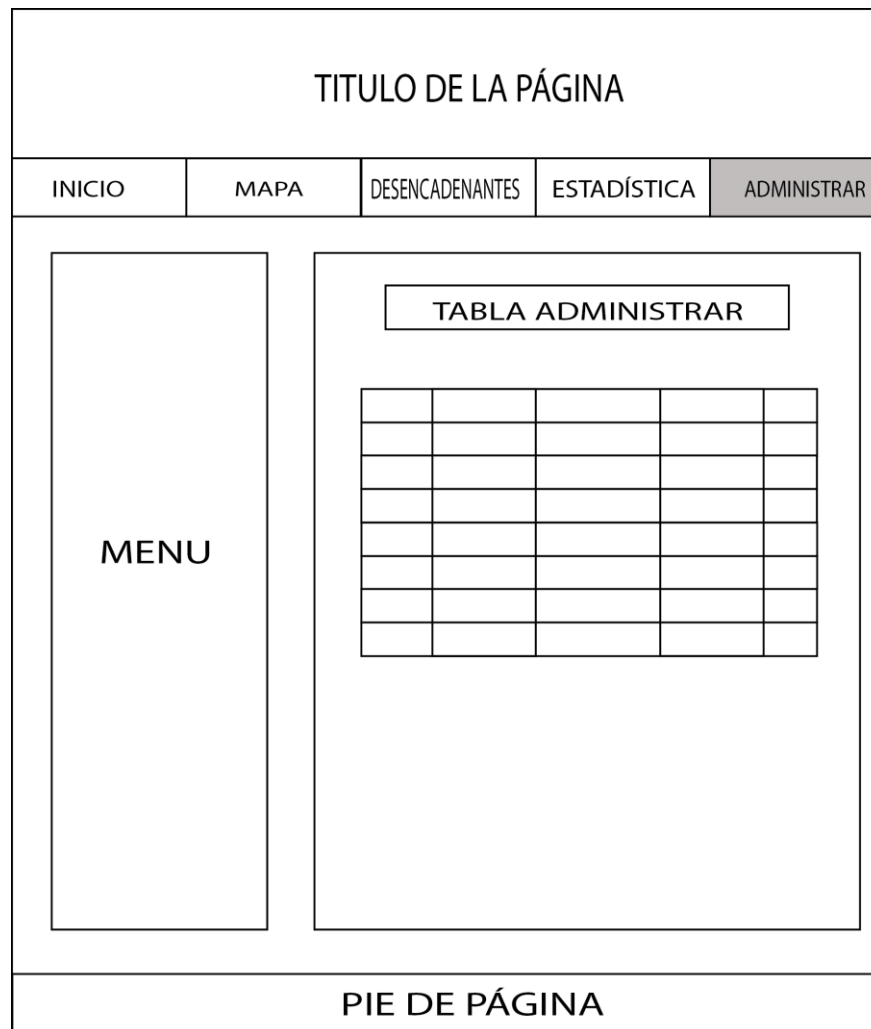 TITULO DE LA PÁGINA
INICIO MAPA DESENCADENANTES ESTADÍSTICA ADMINISTRAR
TABLA ADMINISTRAR
MENU
PIE DE PÁGINA